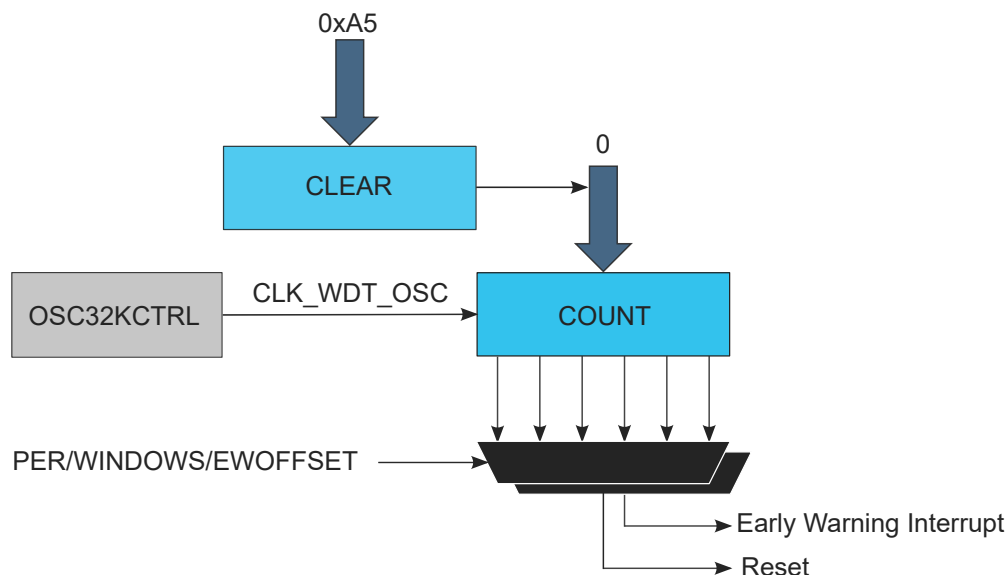 0xA5
0
CLEAR
CLK_WDT_OSC
OSC32KCTRL
COUNT
PER/WINDOWS/EWOFFSET
Early Warning Interrupt
Reset